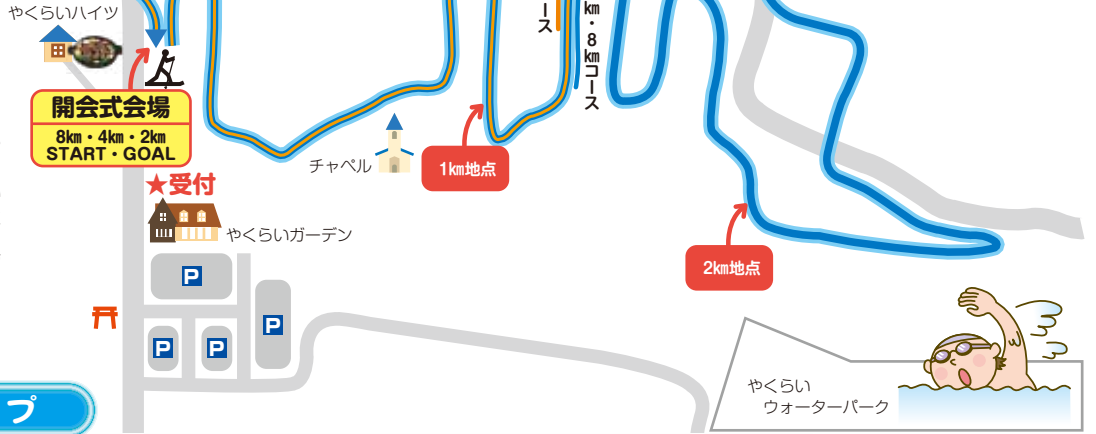 やくらいハイツ
ース
km・8kmコース
開会式会場
8km・4km・2km
START・GOAL
チャペル
1km地点
★受付
やくらいガーデン
2km地点
P
P
P
P
やくらい
ウォーターパーク
プ